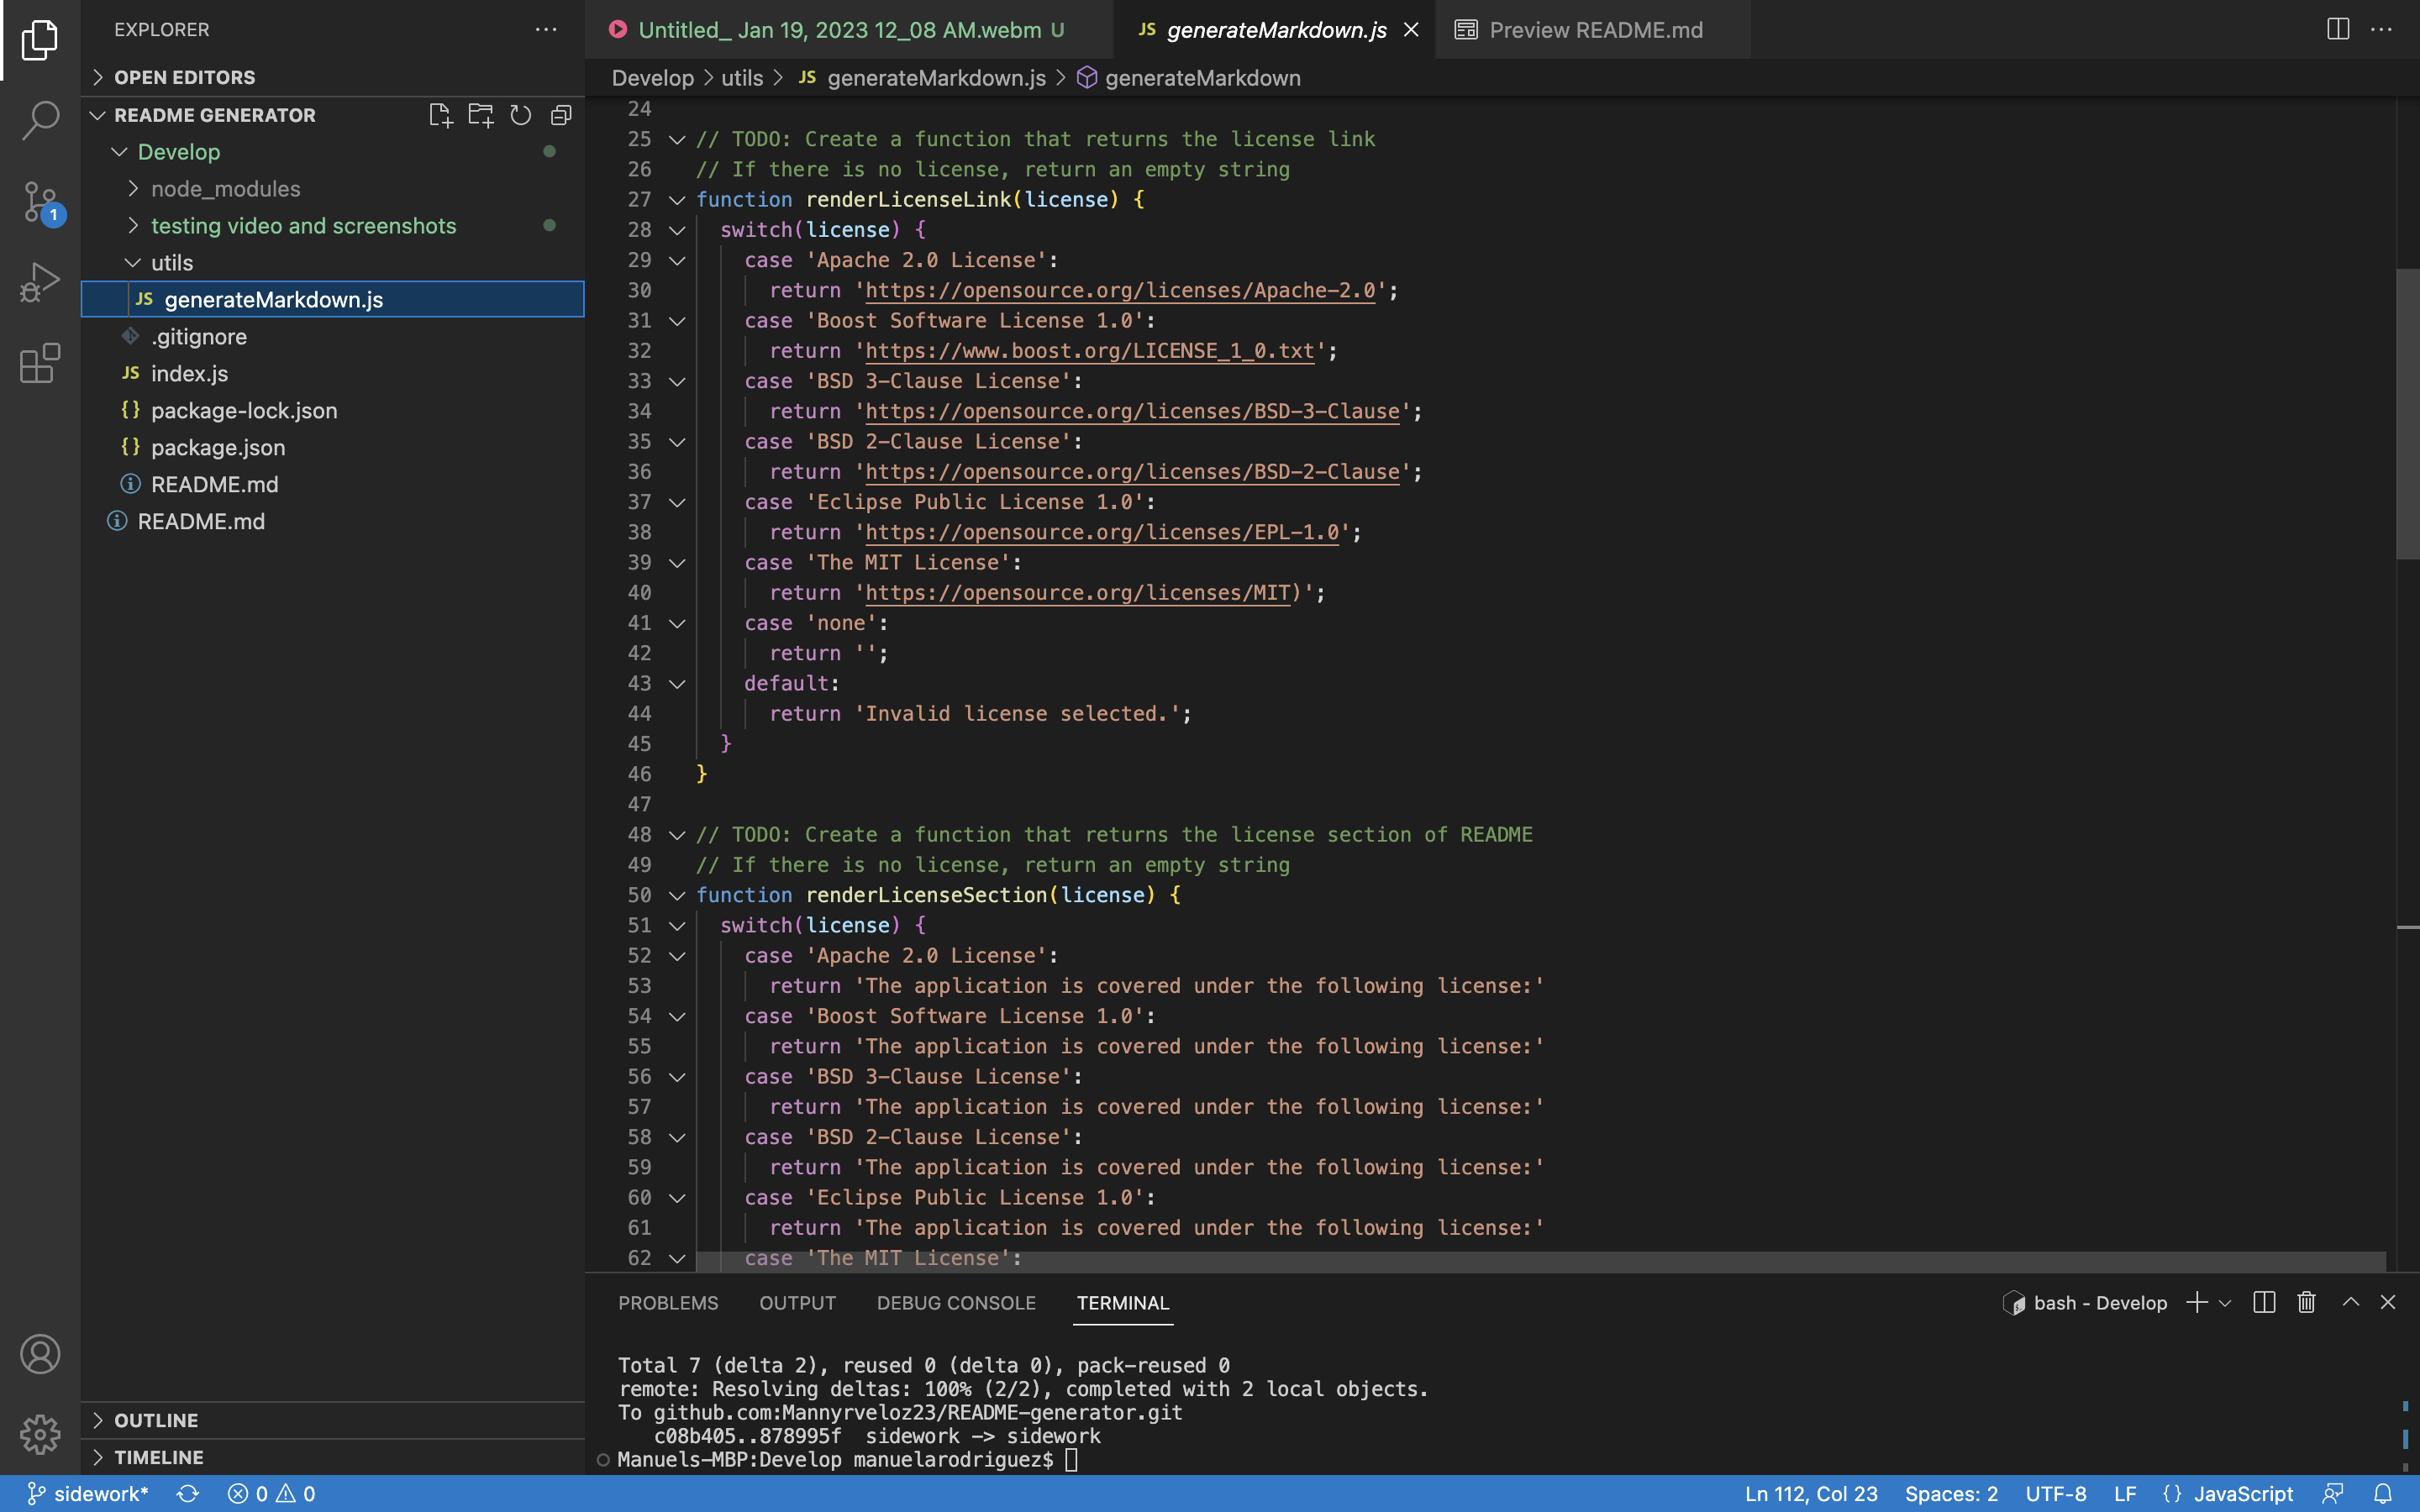 EXPLORER
OPEN EDITORS
README GENERATOR
Develop
node_modules
testing video and screenshots
utils
JS generateMarkdown.js
.gitignore
JS index.js
{} package-lock.json
{} package.json
README.md
README.md
OUTLINE
TIMELINE
1
Untitled_ Jan 19, 2023 12_08 AM.webm U
JS generateMarkdown.js
Preview README.md
Develop > utils > JS generateMarkdown.js > generateMarkdown
24
25 // TODO: Create a function that returns the license link
26 // If there is no license, return an empty string
27 function renderLicenseLink(license) {
28 switch(license) {
29 case 'Apache 2.0 License':
30 return 'https://opensource.org/licenses/Apache-2.0';
31 case 'Boost Software License 1.0':
32 return 'https://www.boost.org/LICENSE_1_0.txt';
33 case 'BSD 3-Clause License':
34 return 'https://opensource.org/licenses/BSD-3-Clause';
35 case 'BSD 2-Clause License':
36 return 'https://opensource.org/licenses/BSD-2-Clause';
37 case 'Eclipse Public License 1.0':
38 return 'https://opensource.org/licenses/EPL-1.0';
39 case 'The MIT License':
40 return 'https://opensource.org/licenses/MIT)';
41 case 'none':
42 return '';
43 default:
44 return 'Invalid license selected.';
45 }
46 }
47
48 // TODO: Create a function that returns the license section of README
49 // If there is no license, return an empty string
50 function renderLicenseSection(license) {
51 switch(license) {
52 case 'Apache 2.0 License':
53 return 'The application is covered under the following license:'
54 case 'Boost Software License 1.0':
55 return 'The application is covered under the following license:'
56 case 'BSD 3-Clause License':
57 return 'The application is covered under the following license:'
58 case 'BSD 2-Clause License':
59 return 'The application is covered under the following license:'
60 case 'Eclipse Public License 1.0':
61 return 'The application is covered under the following license:'
62 case 'The MIT License':
PROBLEMS OUTPUT DEBUG CONSOLE TERMINAL
bash - Develop
Total 7 (delta 2), reused 0 (delta 0), pack-reused 0
remote: Resolving deltas: 100% (2/2), completed with 2 local objects.
To github.com:Mannyrveloz23/README-generator.git
c08b405..878995f sidework -> sidework
Manuels-MBP:Develop manuelarodriguez$
sidework* 0 0
Ln 112, Col 23 Spaces: 2 UTF-8 LF {} JavaScript